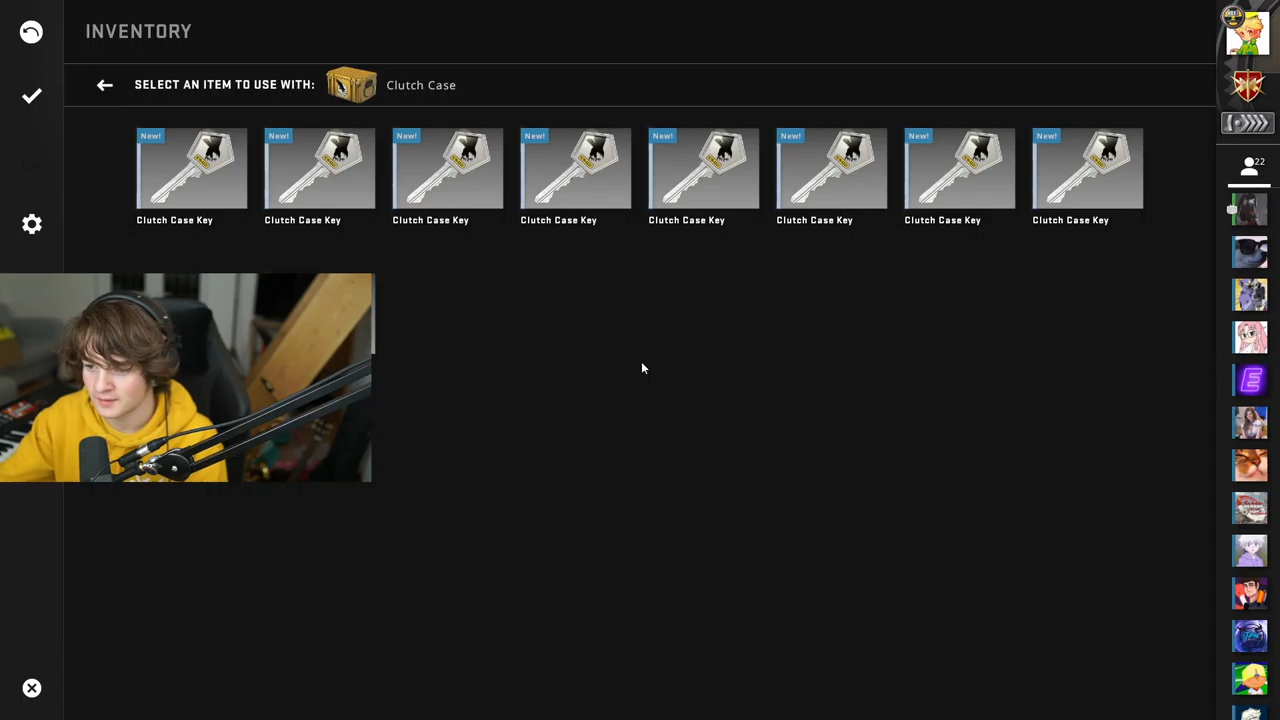 INVENTORY
SELECT AN ITEM TO USE WITH: Clutch Case
New! New! New! New! New! New! New! New!
Clutch Case Key Clutch Case Key Clutch Case Key Clutch Case Key Clutch Case Key Clutch Case Key Clutch Case Key Clutch Case Key
22
E